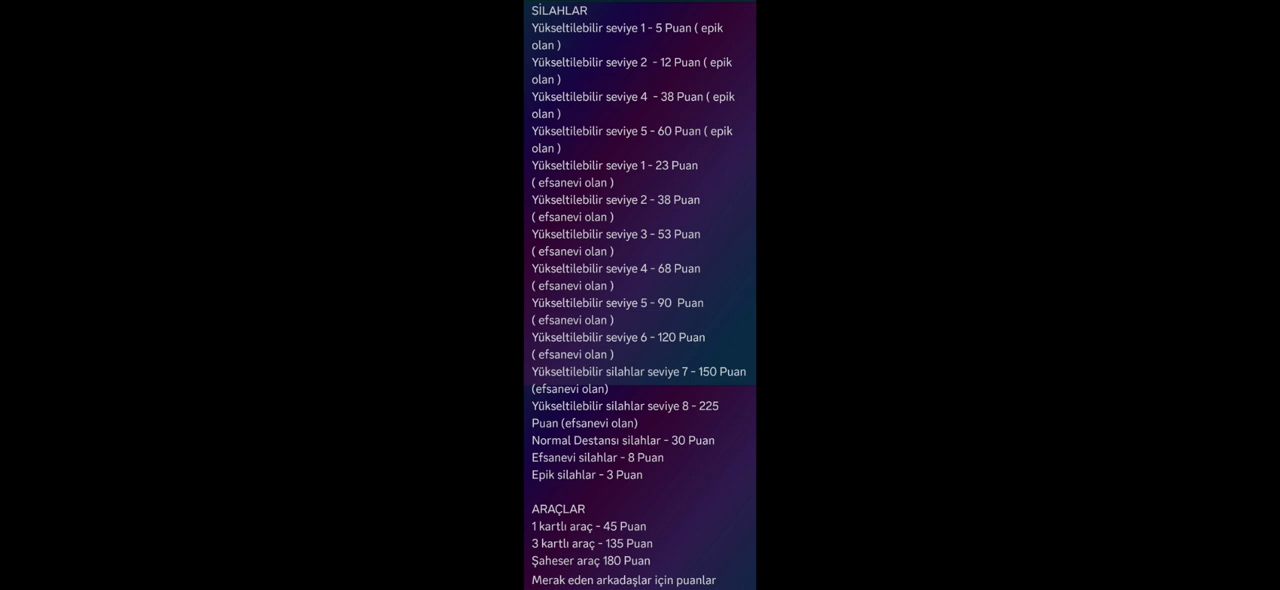 SİLAHLAR
Yükseltilebilir seviye 1 - 5 Puan ( epik
olan )
Yükseltilebilir seviye 2  - 12 Puan ( epik
olan )
Yükseltilebilir seviye 4  - 38 Puan ( epik
olan )
Yükseltilebilir seviye 5 - 60 Puan ( epik
olan )
Yükseltilebilir seviye 1 - 23 Puan
( efsanevi olan )
Yükseltilebilir seviye 2 - 38 Puan
( efsanevi olan )
Yükseltilebilir seviye 3 - 53 Puan
( efsanevi olan )
Yükseltilebilir seviye 4 - 68 Puan
( efsanevi olan )
Yükseltilebilir seviye 5 - 90  Puan
( efsanevi olan )
Yükseltilebilir seviye 6 - 120 Puan
( efsanevi olan )
Yükseltilebilir silahlar seviye 7 - 150 Puan
(efsanevi olan)
Yükseltilebilir silahlar seviye 8 - 225
Puan (efsanevi olan)
Normal Destansı silahlar - 30 Puan
Efsanevi silahlar - 8 Puan
Epik silahlar - 3 Puan
ARAÇLAR
1 kartlı araç - 45 Puan
3 kartlı araç - 135 Puan
Şaheser araç 180 Puan
Merak eden arkadaşlar için puanlar